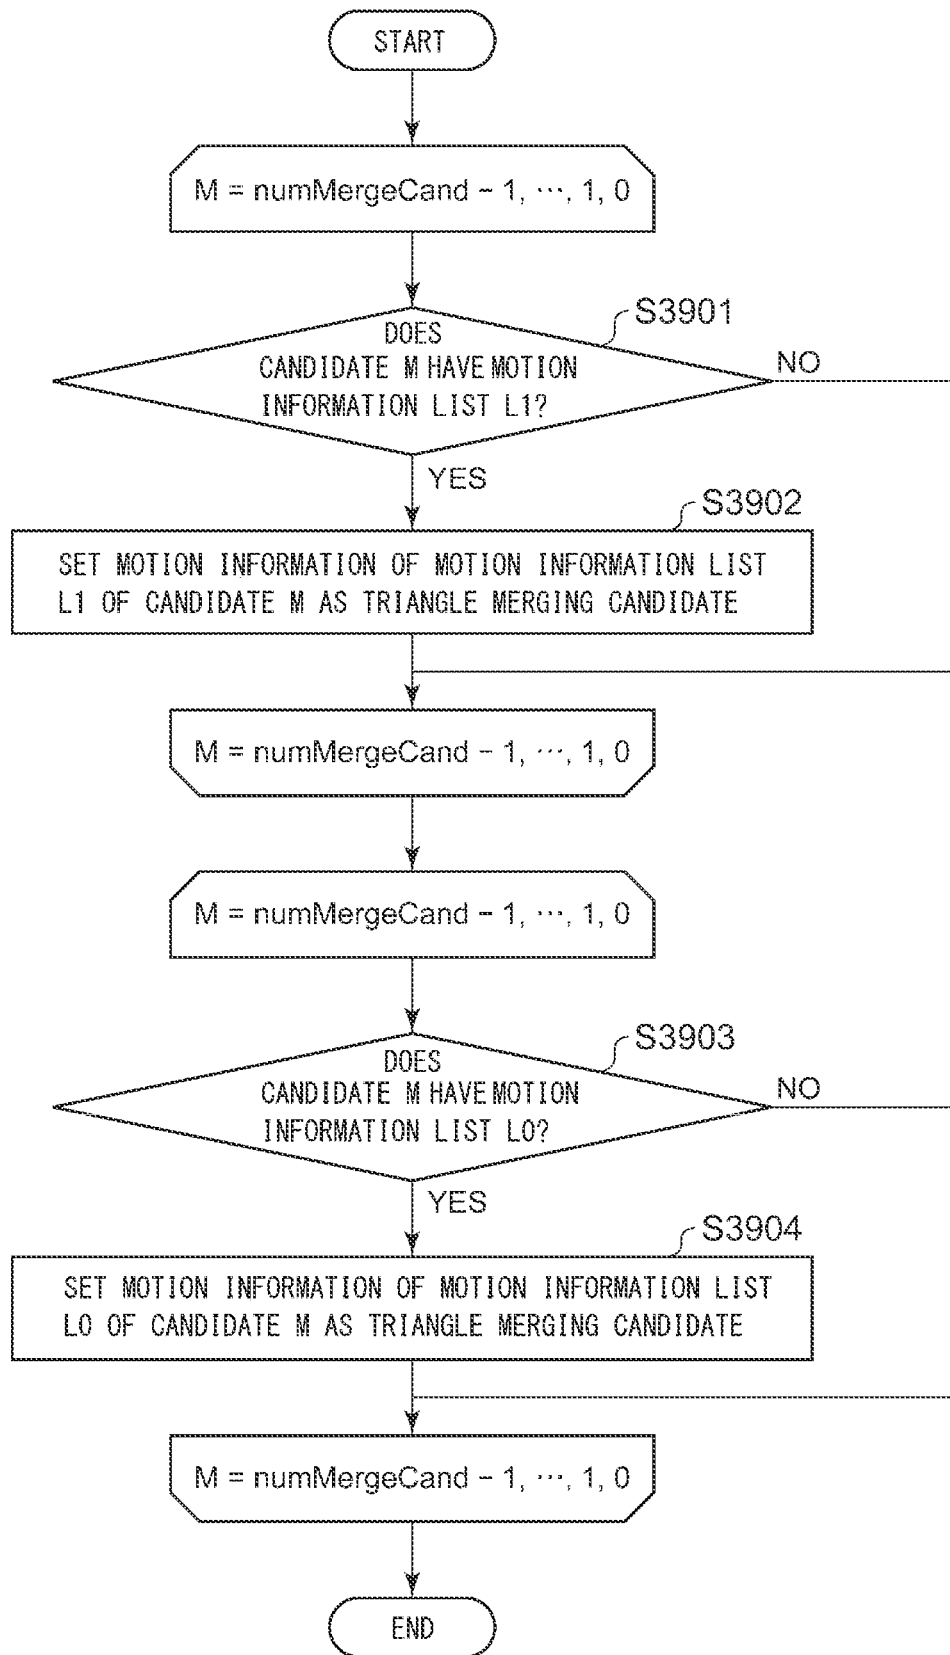 START
M = numMergeCand − 1, ⋯, 1, 0
S3901
DOES
CANDIDATE M HAVE MOTION
INFORMATION LIST L1?
NO
YES
S3902
SET MOTION INFORMATION OF MOTION INFORMATION LIST
L1 OF CANDIDATE M AS TRIANGLE MERGING CANDIDATE
M = numMergeCand − 1, ⋯, 1, 0
M = numMergeCand − 1, ⋯, 1, 0
S3903
DOES
CANDIDATE M HAVE MOTION
INFORMATION LIST L0?
NO
YES
S3904
SET MOTION INFORMATION OF MOTION INFORMATION LIST
L0 OF CANDIDATE M AS TRIANGLE MERGING CANDIDATE
M = numMergeCand − 1, ⋯, 1, 0
END